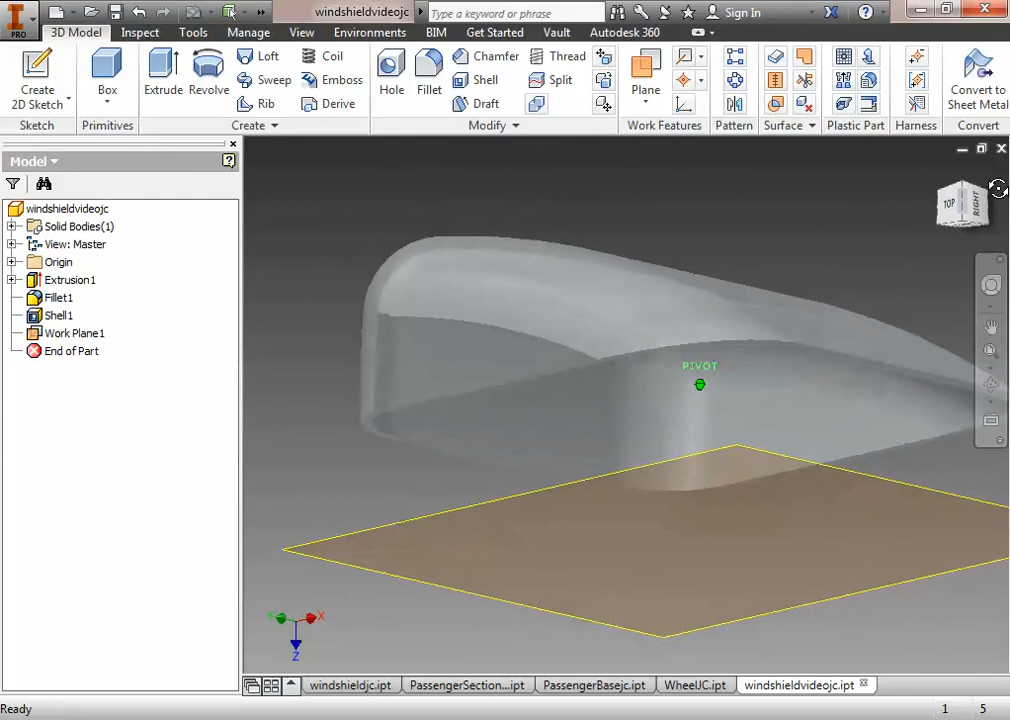 PRO
windshieldvideojc
Type a keyword or phrase
Sign In
3D Model Inspect Tools Manage View Environments BIM Get Started Vault Autodesk 360
Create
2D Sketch
Box
Extrude
Revolve
Loft
Sweep
Rib
Coil
Emboss
Derive
Hole
Fillet
Chamfer
Shell
Draft
Thread
Split
Plane
Convert to
Sheet Metal
Sketch Primitives Create Modify Work Features Pattern Surface Plastic Part Harness Convert
Model
windshieldvideojc
Solid Bodies(1)
View: Master
Origin
Extrusion1
Fillet1
Shell1
Work Plane1
End of Part
TOP
RIGHT
PIVOT
X
Z
windshieldjc.ipt PassengerSection...ipt PassengerBasejc.ipt WheelJC.ipt windshieldvideojc.ipt
Ready 1 5